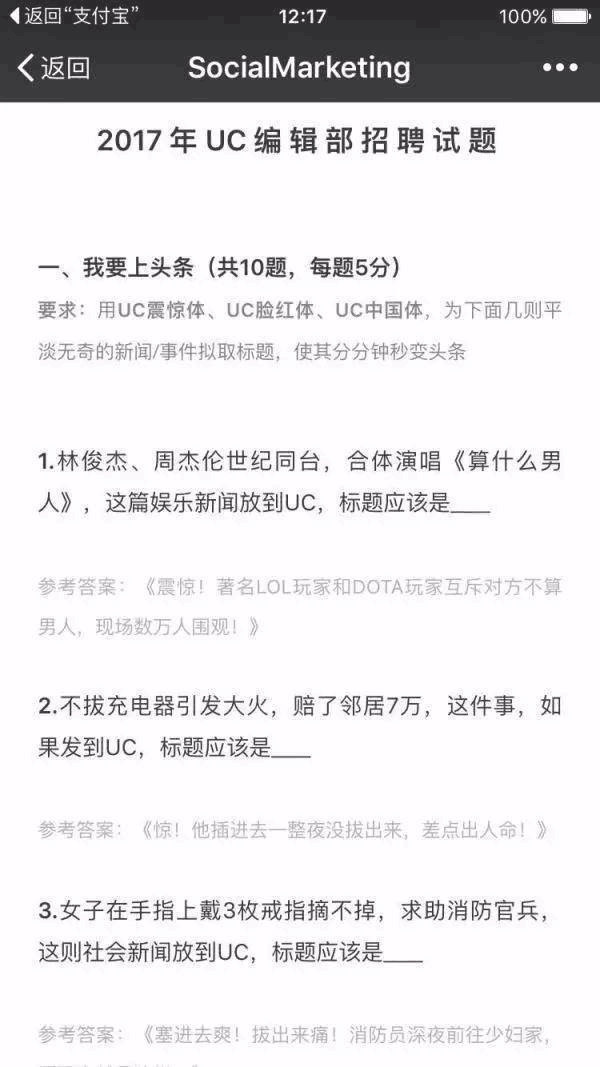 返回“支付宝” 12:17 100%
返回 SocialMarketing
2017年UC编辑部招聘试题
一、我要上头条（共10题，每题5分）
要求：用UC震惊体、UC脸红体、UC中国体，为下面几则平
淡无奇的新闻/事件拟取标题，使其分分钟秒变头条
1.林俊杰、周杰伦世纪同台，合体演唱《算什么男
人》，这篇娱乐新闻放到UC，标题应该是____
参考答案：《震惊！著名LOL玩家和DOTA玩家互斥对方不算
男人，现场数万人围观！》
2.不拔充电器引发大火，赔了邻居7万，这件事，如
果发到UC，标题应该是____
参考答案：《惊！他插进去一整夜没拔出来，差点出人命！》
3.女子在手指上戴3枚戒指摘不掉，求助消防官兵，
这则社会新闻放到UC，标题应该是____
参考答案：《塞进去爽！拔出来痛！消防员深夜前往少妇家，